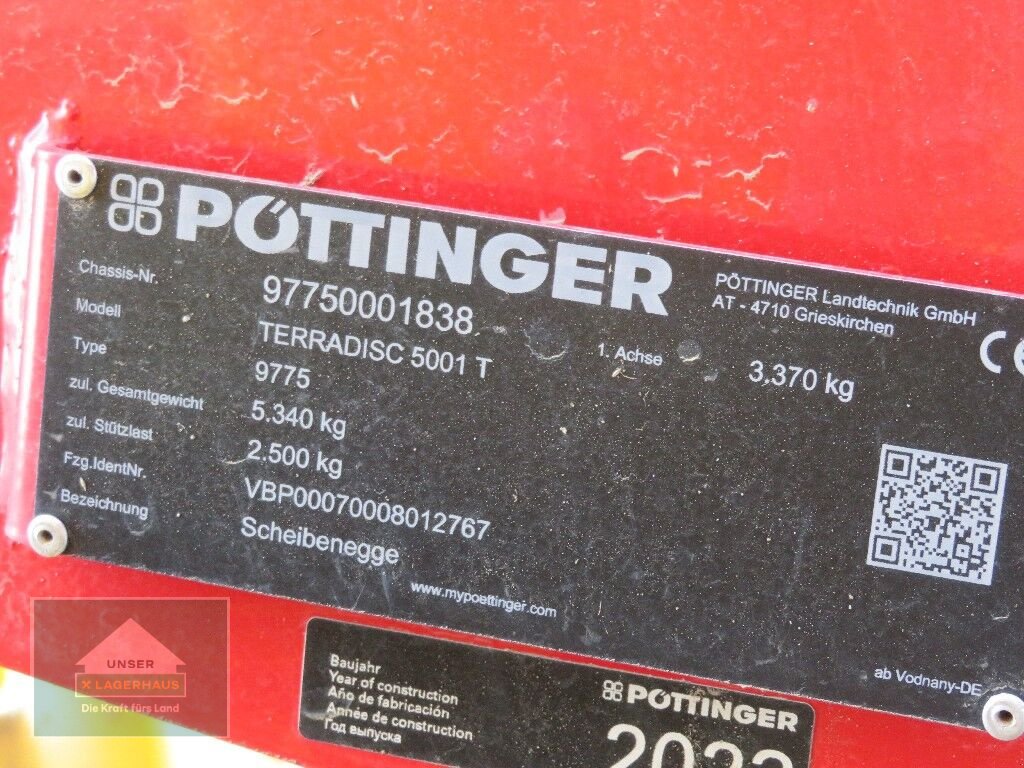 PÖTTINGER
PÖTTINGER Landtechnik GmbH
AT - 4710 Grieskirchen
Chassis-Nr. 97750001838
Modell TERRADISC 5001 T
1. Achse 3.370 kg
Type 9775
zul. Gesamtgewicht 5.340 kg
zul. Stützlast 2.500 kg
Fzg.IdentNr. VBP00070008012767
Bezeichnung Scheibenegge
CE
www.mypoettinger.com
ab Vodnany-DE
Baujahr
Year of construction
Año de fabricación
Année de construction
Год выпуска
PÖTTINGER
UNSER
X LAGERHAUS
Die Kraft fürs Land